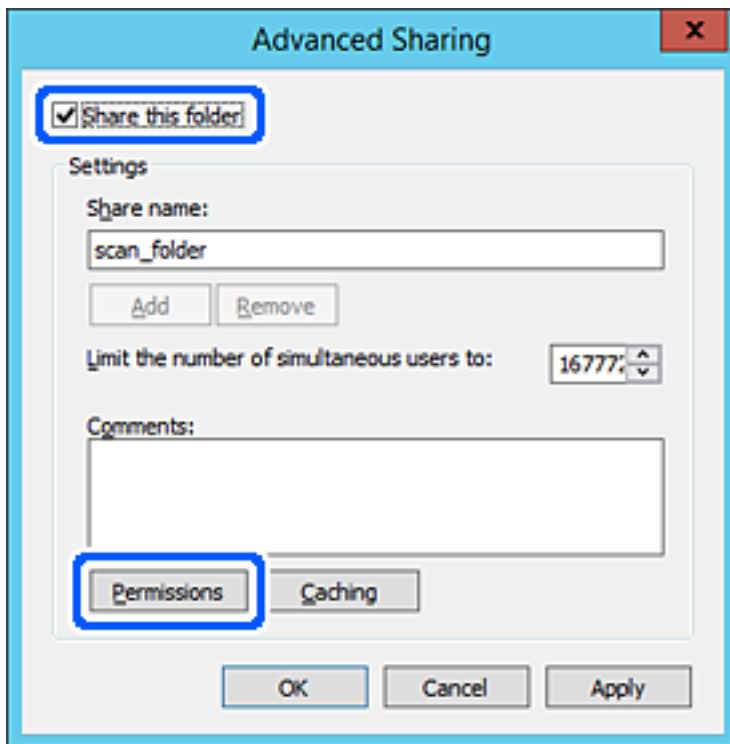 Advanced Sharing
x
Share this folder
Settings
Share name:
scan_folder
Add Remove
Limit the number of simultaneous users to: 16777
Comments:
Permissions Caching
OK Cancel Apply